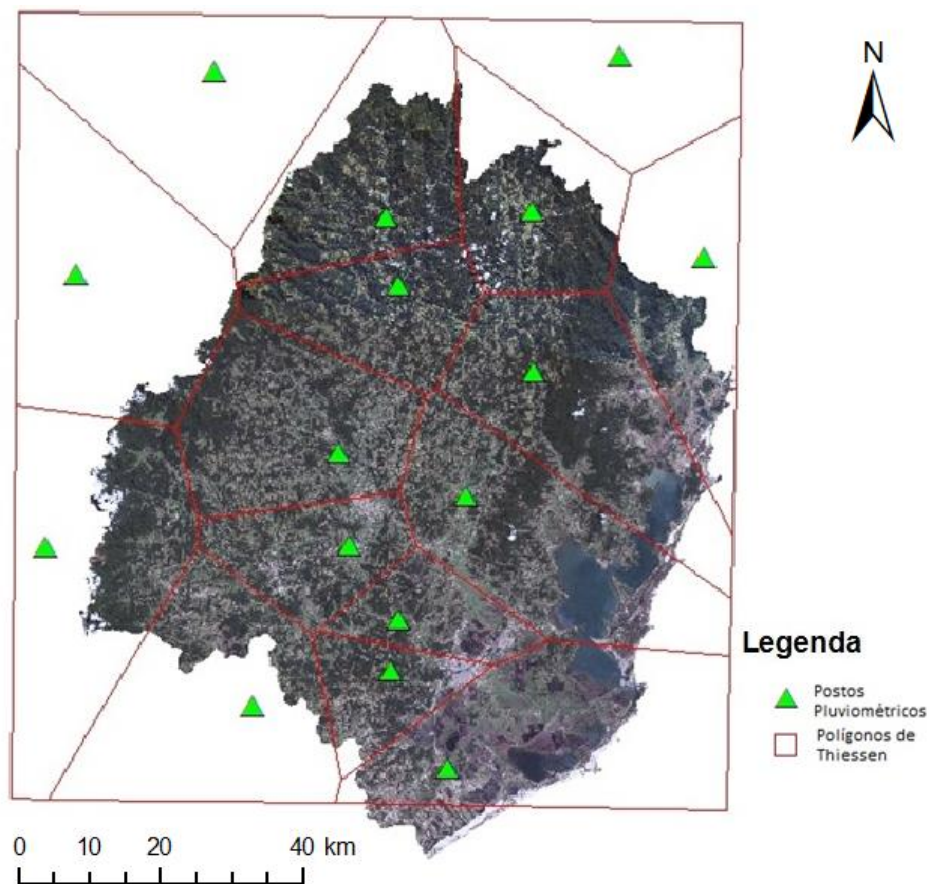 N
Legenda
Postos
Pluviométricos
Polígonos de
Thiessen
0 10 20 40 km